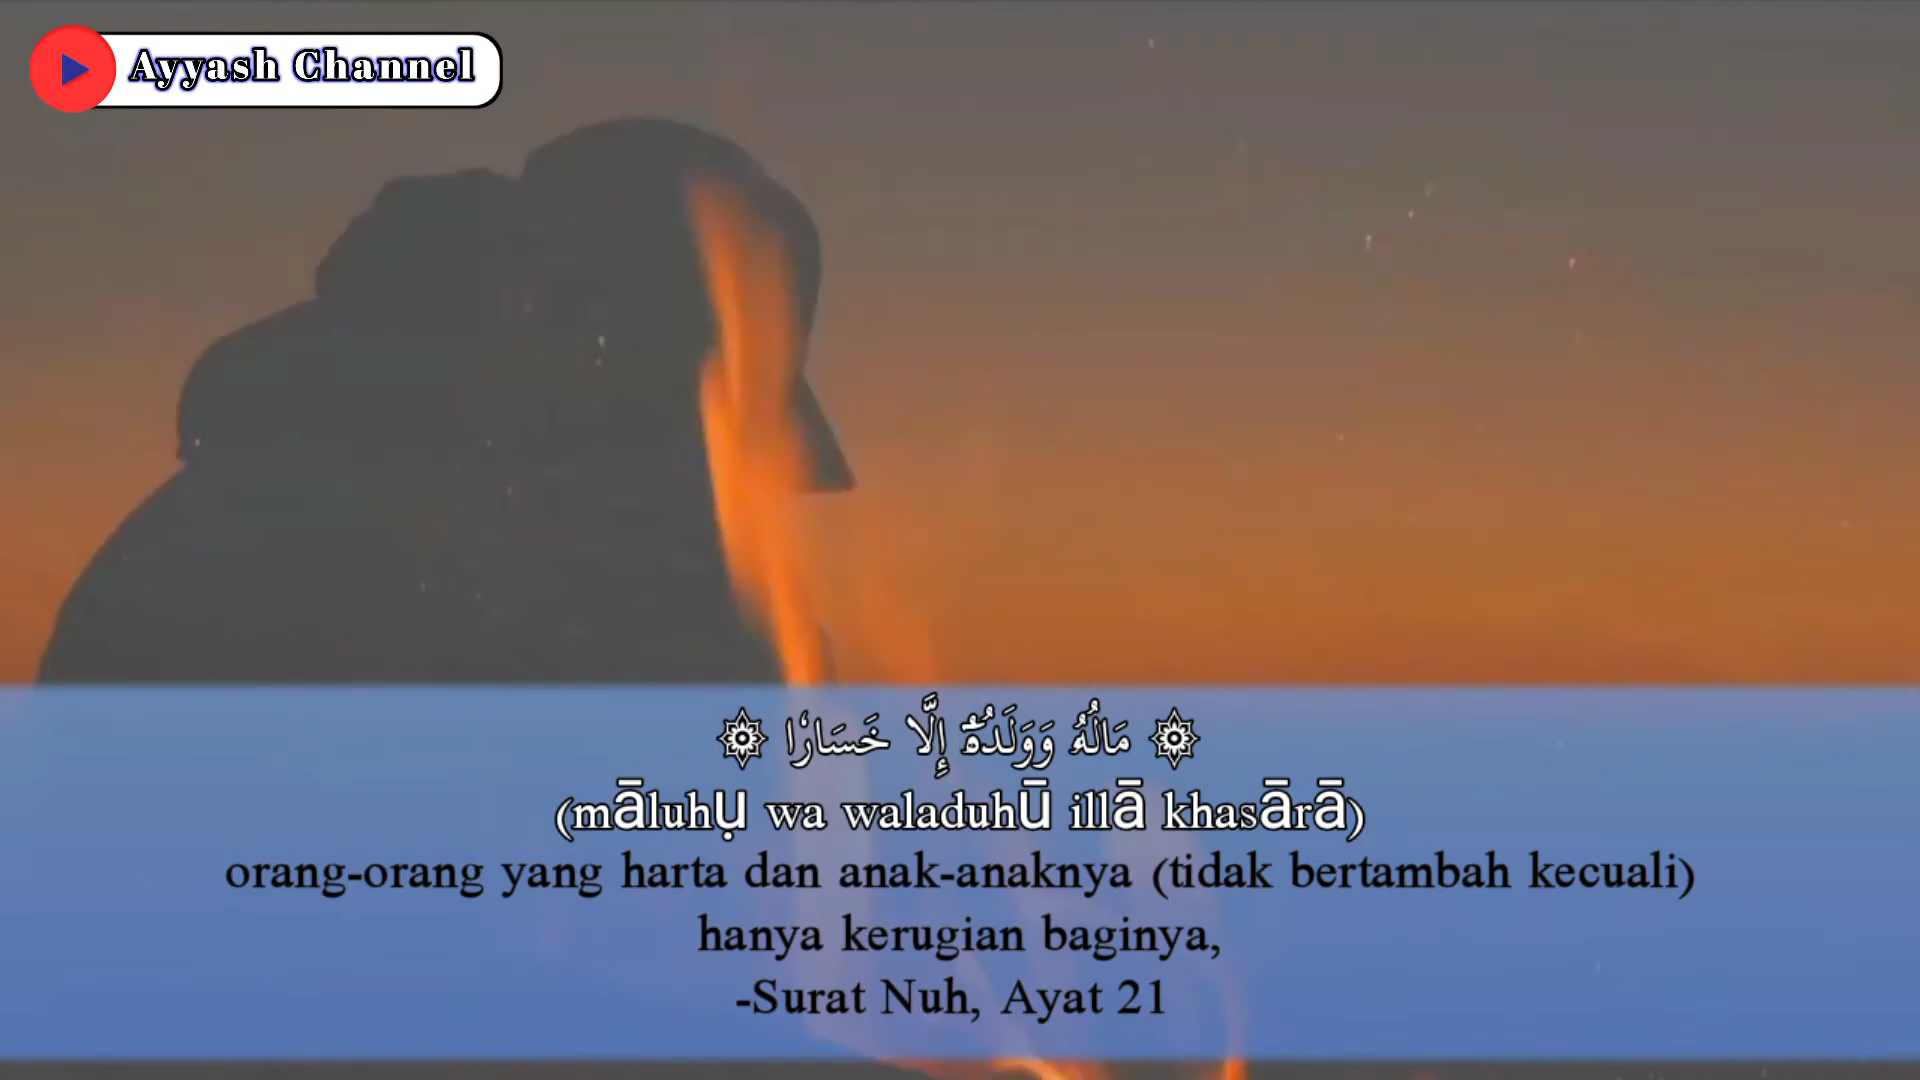 Ayyash Channel
۞ مَالُهُۥ وَوَلَدُهُۥٓ إِلَّا خَسَارًا ۞
(māluhụ wa waladuhū illā khasārā)
orang-orang yang harta dan anak-anaknya (tidak bertambah kecuali)
hanya kerugian baginya,
-Surat Nuh, Ayat 21